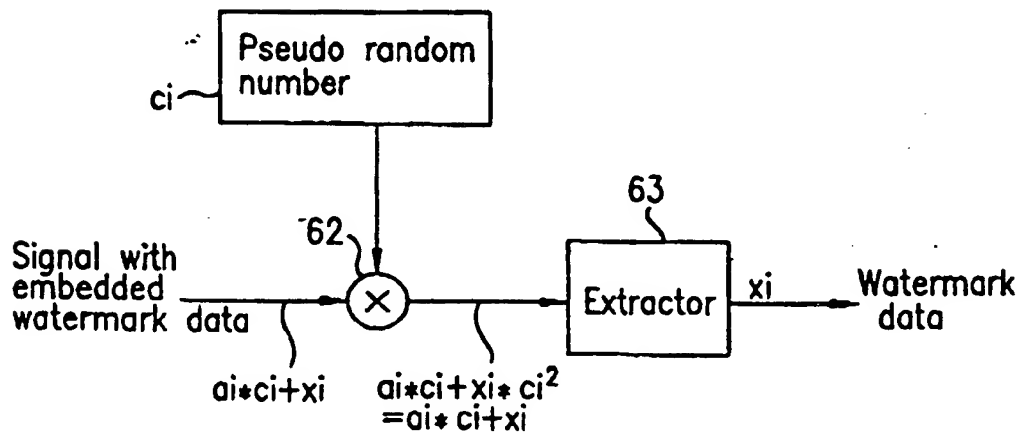 Pseudo random
number
ci
62
63
Signal with
embedded
watermark data
Extractor
xi
Watermark
data
ai*ci+xi
ai*ci+xi*ci²
=ai*ci+xi